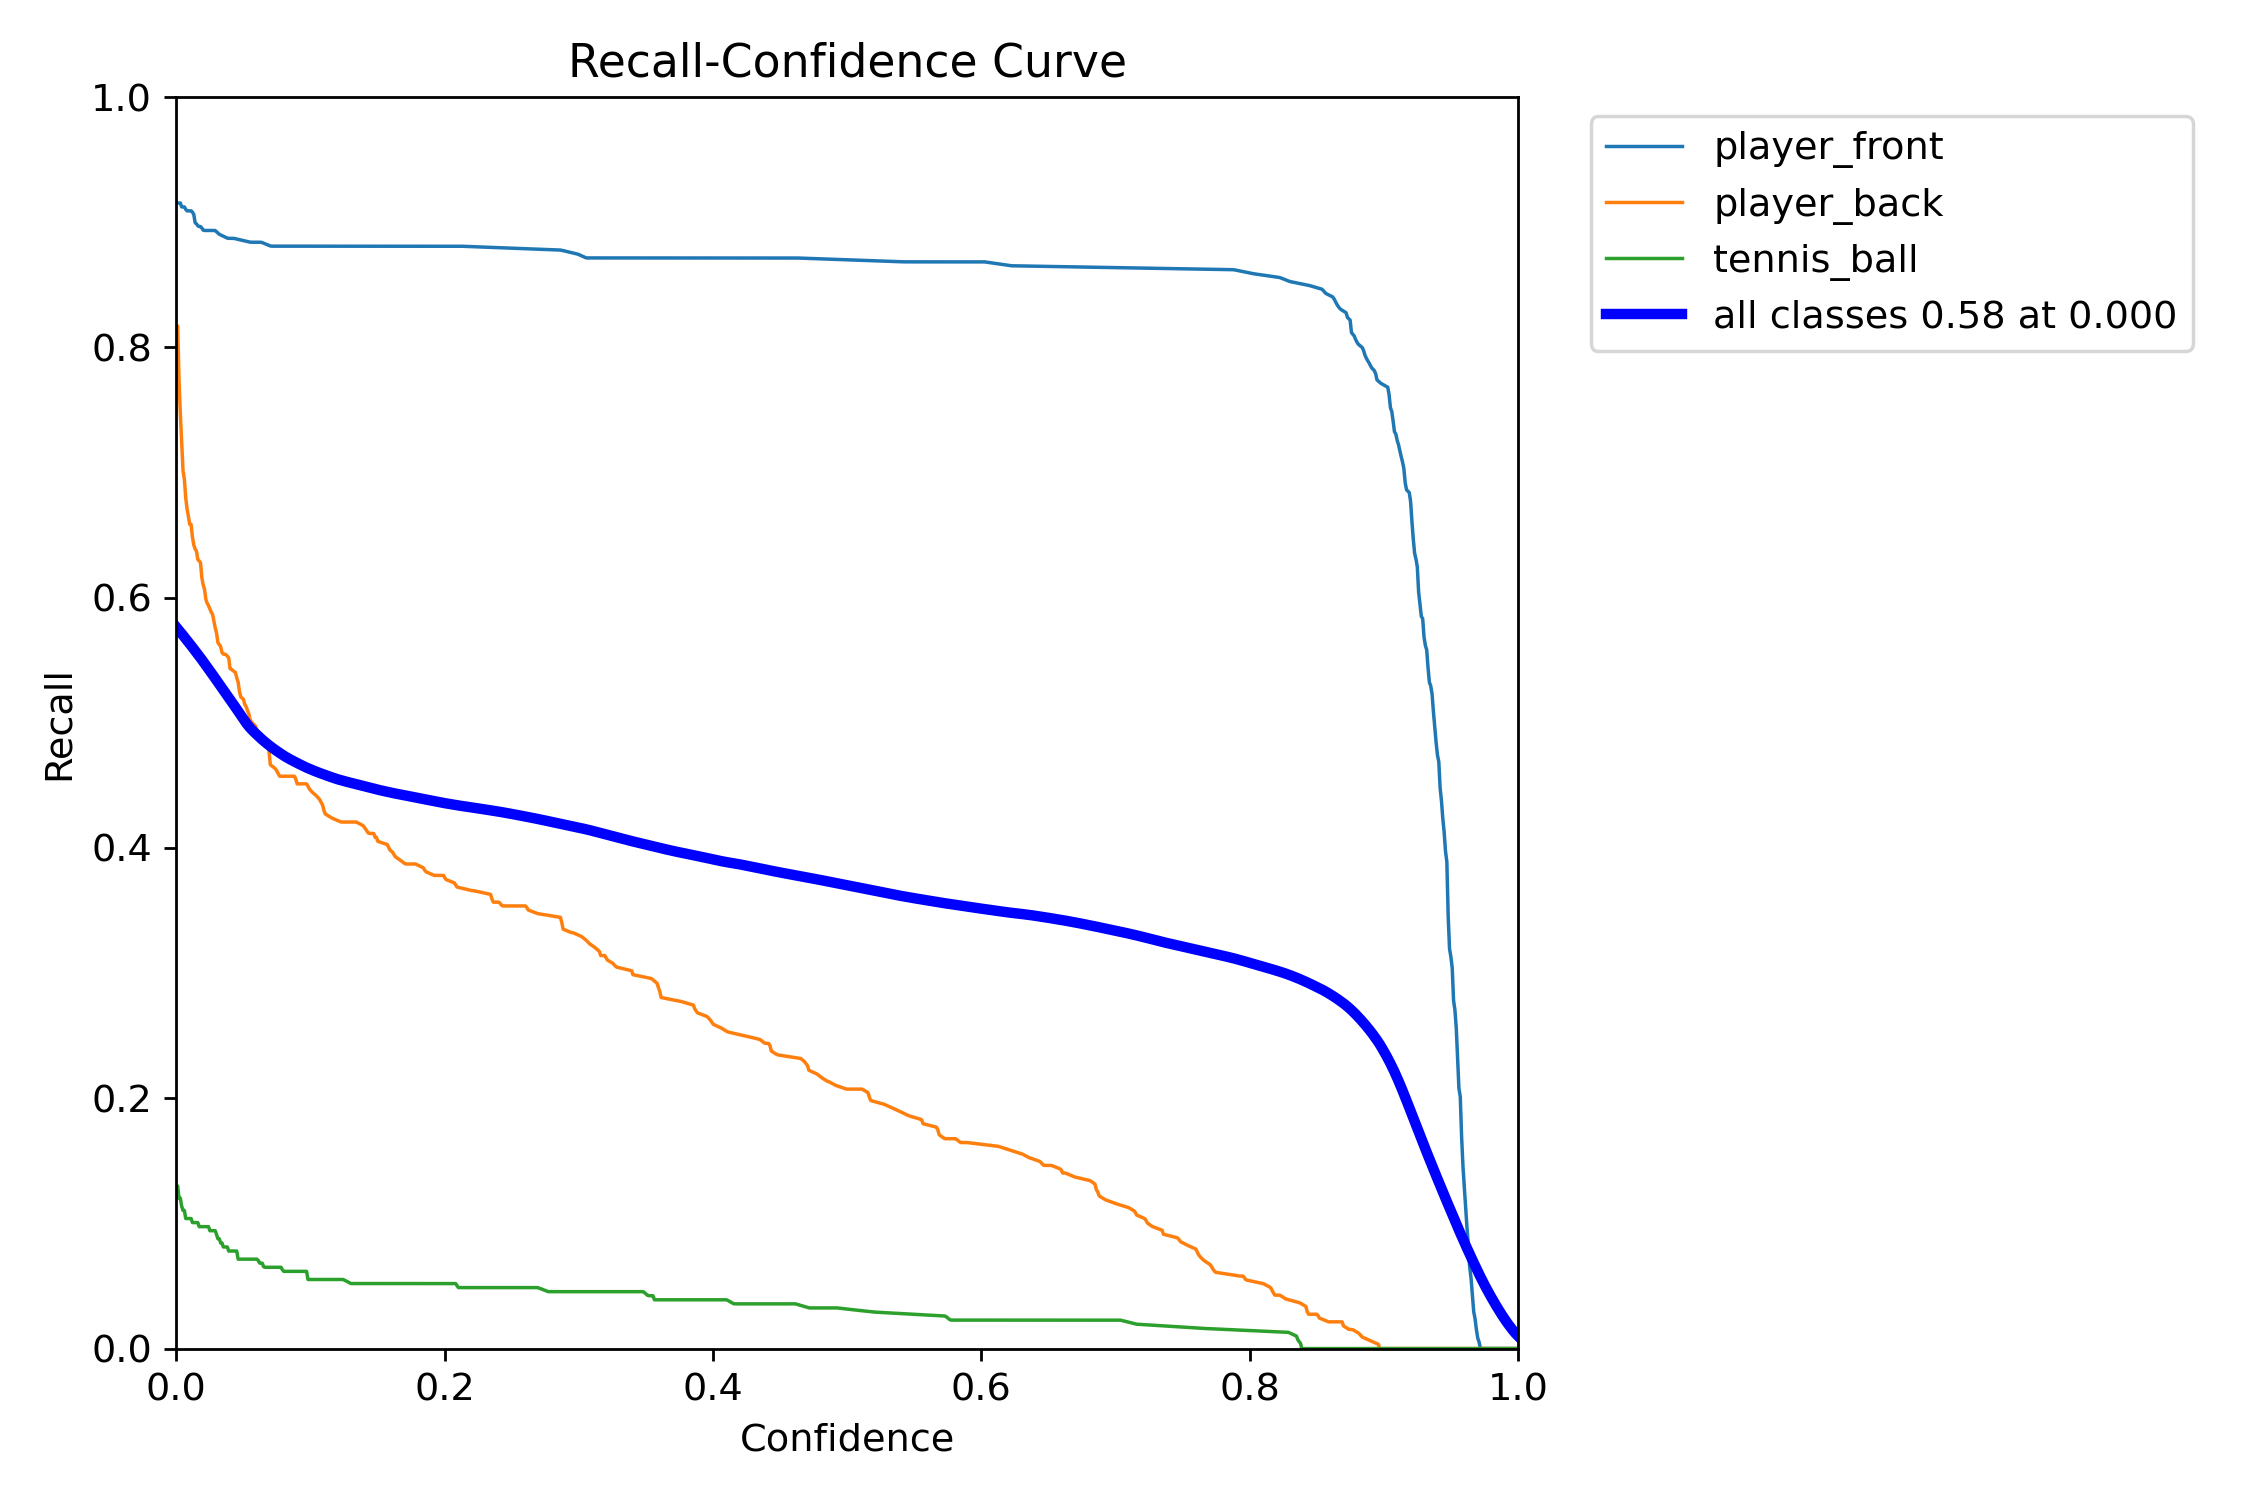 Recall-Confidence Curve
1.0
0.8
0.6
0.4
0.2
0.0
Recall
0.0 0.2 0.4 0.6 0.8 1.0
Confidence
player_front
player_back
tennis_ball
all classes 0.58 at 0.000